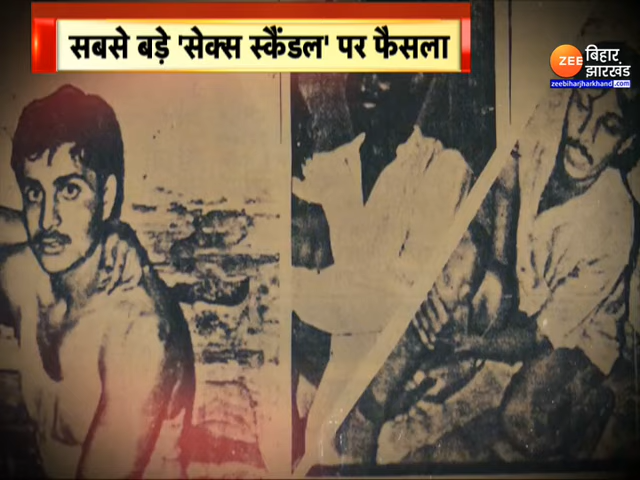 सबसे बड़े 'सेक्स स्कैंडल' पर फैसला
ZEE
बिहार
झारखंड
zeebiharjharkhand.com